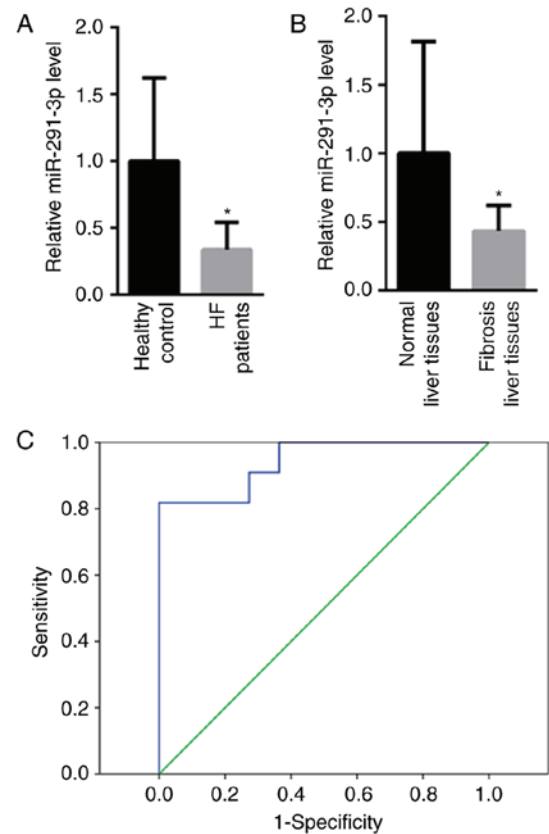 A
Relative miR-291-3p level
2.0
1.5
1.0
0.5
0.0
*
Healthy
control
HF
patients
B
Relative miR-291-3p level
2.0
1.5
1.0
0.5
0.0
*
Normal
liver tissues
Fibrosis
liver tissues
C
Sensitivity
1.0
0.8
0.6
0.4
0.2
0.0
0.0 0.2 0.4 0.6 0.8 1.0
1-Specificity